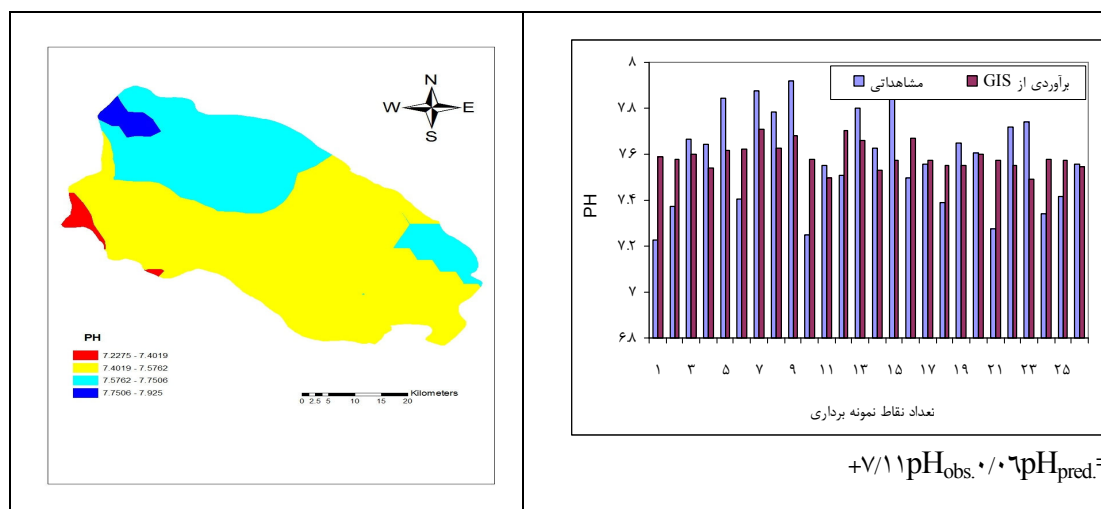 N
W E
S
PH
7.2275 - 7.4019
7.4019 - 7.5762
7.5762 - 7.7506
7.7506 - 7.925
0 2.5 5 10 15 20 Kilometers
مشاهداتی برآوردی از GIS
۸
۷.۸
۷.۶
۷.۴
۷.۲
۷
۶.۸
PH
۱ ۳ ۵ ۷ ۹ ۱۱ ۱۳ ۱۵ ۱۷ ۱۹ ۲۱ ۲۳ ۲۵
تعداد نقاط نمونه برداری
+۷/۱۱pHobs.۰/۰۶pHpred.=